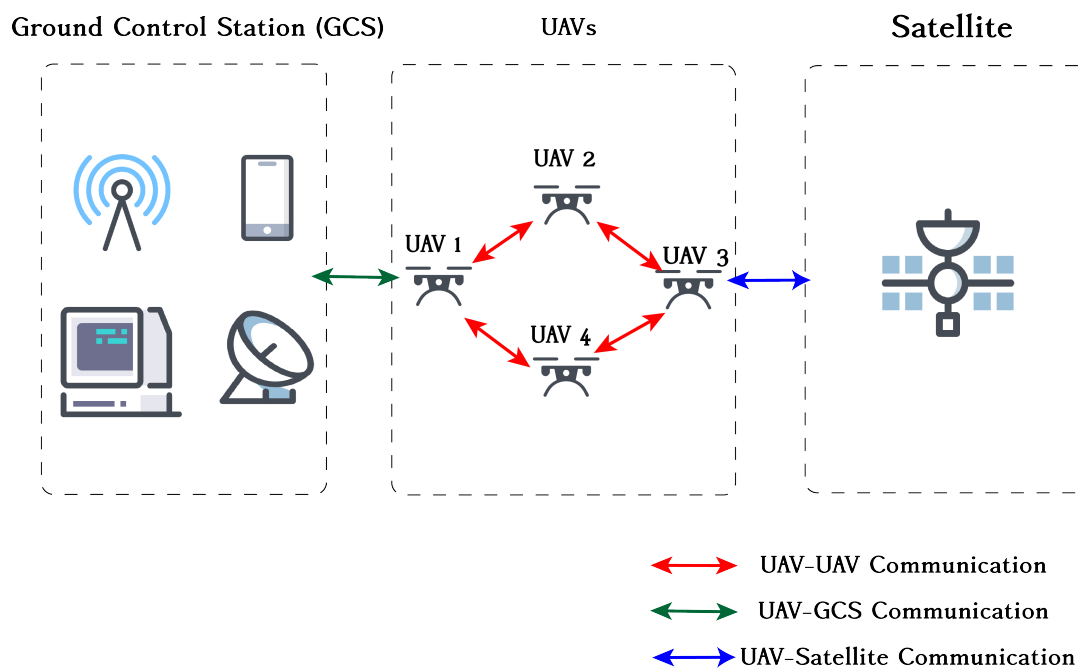 Ground Control Station (GCS)
UAVs
Satellite
UAV 2
UAV 1
UAV 3
UAV 4
UAV-UAV Communication
UAV-GCS Communication
UAV-Satellite Communication